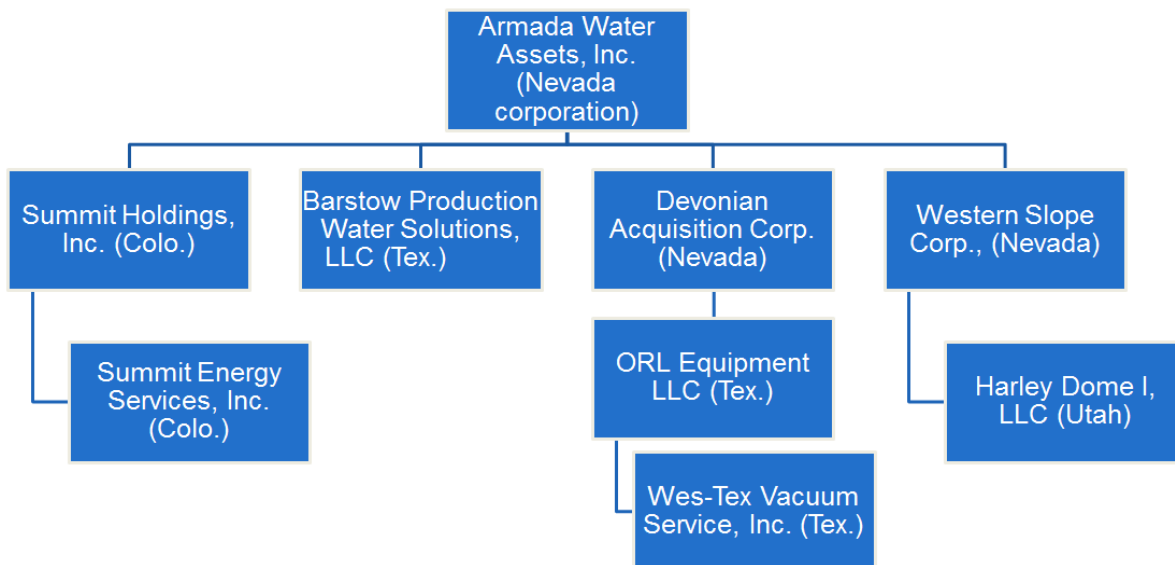 Armada Water
Assets, Inc.
(Nevada
corporation)
Summit Holdings,
Inc. (Colo.)
Barstow Production
Water Solutions,
LLC (Tex.)
Devonian
Acquisition Corp.
(Nevada)
Western Slope
Corp., (Nevada)
Summit Energy
Services, Inc.
(Colo.)
ORL Equipment
LLC (Tex.)
Harley Dome I,
LLC (Utah)
Wes-Tex Vacuum
Service, Inc. (Tex.)